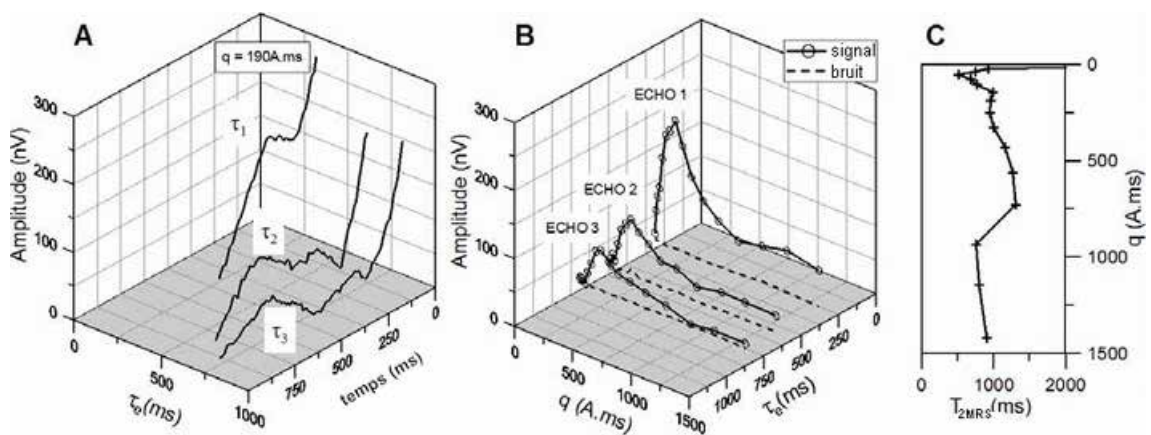 A
q = 190A.ms
300
200
100
0
Amplitude (nV)
τ1
τ2
τ3
0
500
1000
τe(ms)
750
500
250
0
temps (ms)
B
signal
bruit
ECHO 1
ECHO 2
ECHO 3
300
200
100
0
Amplitude (nV)
0
500
1000
1500
q (A.ms)
1000
750
500
250
0
τe(ms)
C
0
500
1000
1500
q (A.ms)
0
1000
2000
T2MRS(ms)